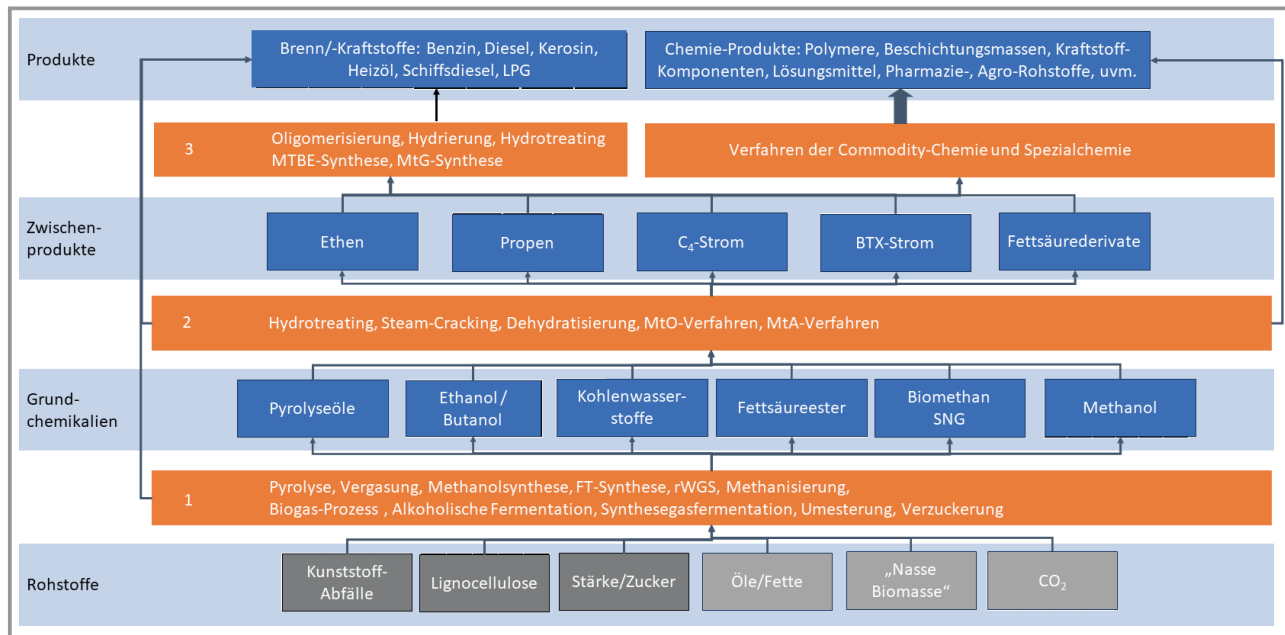 Produkte
Brenn/-Kraftstoffe: Benzin, Diesel, Kerosin,
Heizöl, Schiffsdiesel, LPG
Chemie-Produkte: Polymere, Beschichtungsmassen, Kraftstoff-
Komponenten, Lösungsmittel, Pharmazie-, Agro-Rohstoffe, uvm.
3
Oligomerisierung, Hydrierung, Hydrotreating
MTBE-Synthese, MtG-Synthese
Verfahren der Commodity-Chemie und Spezialchemie
Zwischen-
produkte
Ethen
Propen
C₄-Strom
BTX-Strom
Fettsäurederivate
2
Hydrotreating, Steam-Cracking, Dehydratisierung, MtO-Verfahren, MtA-Verfahren
Grund-
chemikalien
Pyrolyseöle
Ethanol /
Butanol
Kohlenwasser-
stoffe
Fettsäureester
Biomethan
SNG
Methanol
1
Pyrolyse, Vergasung, Methanolsynthese, FT-Synthese, rWGS, Methanisierung,
Biogas-Prozess , Alkoholische Fermentation, Synthesegasfermentation, Umesterung, Verzuckerung
Rohstoffe
Kunststoff-
Abfälle
Lignocellulose
Stärke/Zucker
Öle/Fette
„Nasse
Biomasse“
CO₂